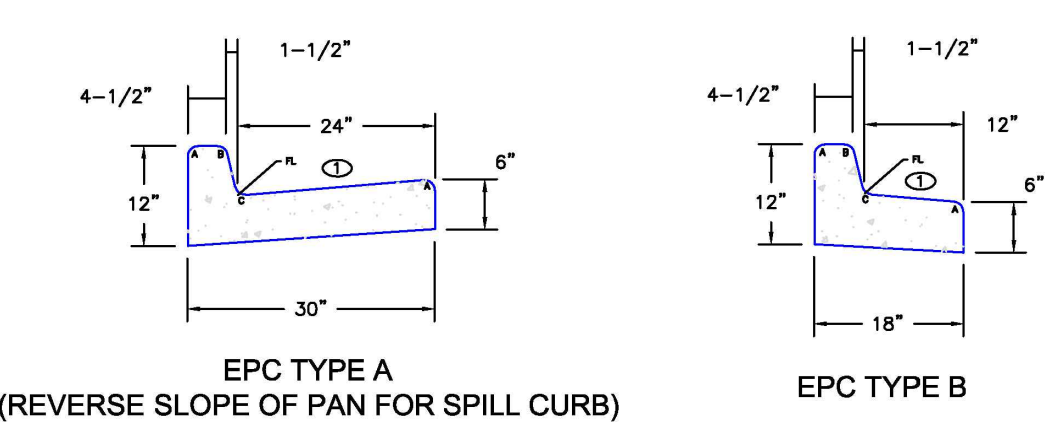 1-1/2"
4-1/2"
24"
A B
FL
1
6"
A
C
12"
30"
EPC TYPE A
(REVERSE SLOPE OF PAN FOR SPILL CURB)
1-1/2"
4-1/2"
12"
A B
FL
1
6"
C
12"
A
18"
EPC TYPE B